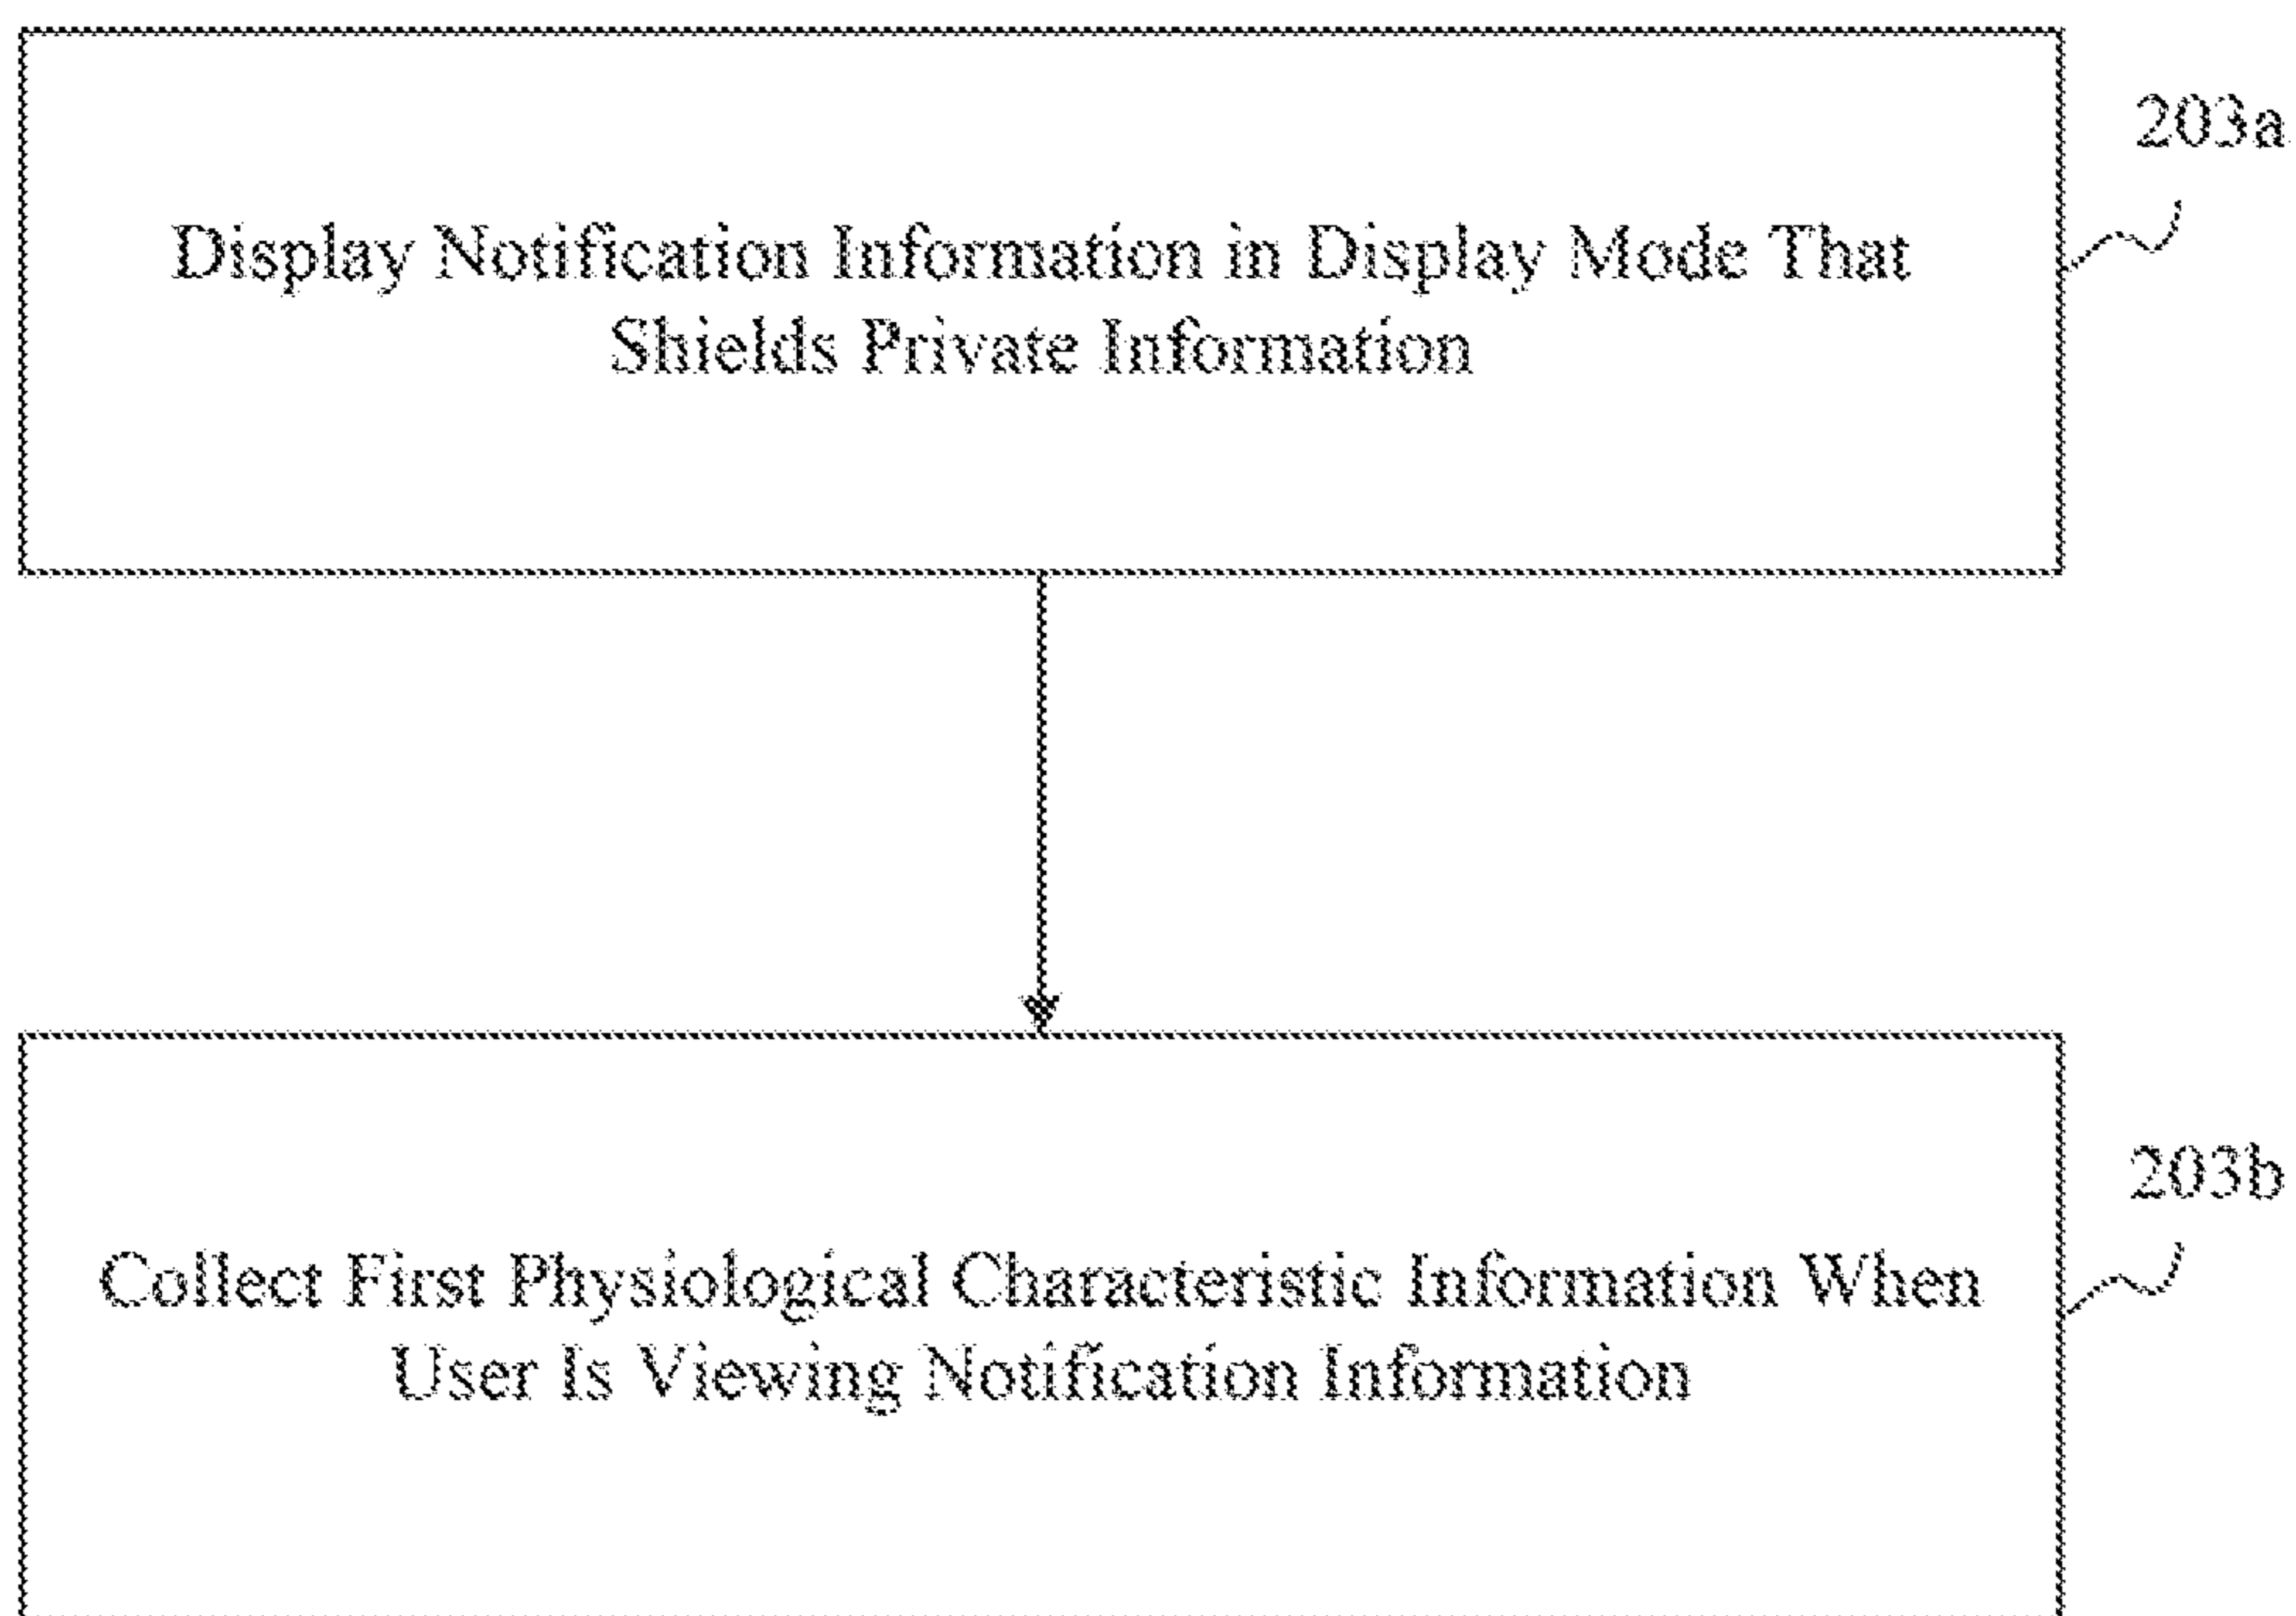 203a
Display Notification Information in Display Mode That
Shields Private Information
203b
Collect First Physiological Characteristic Information When
User Is Viewing Notification Information